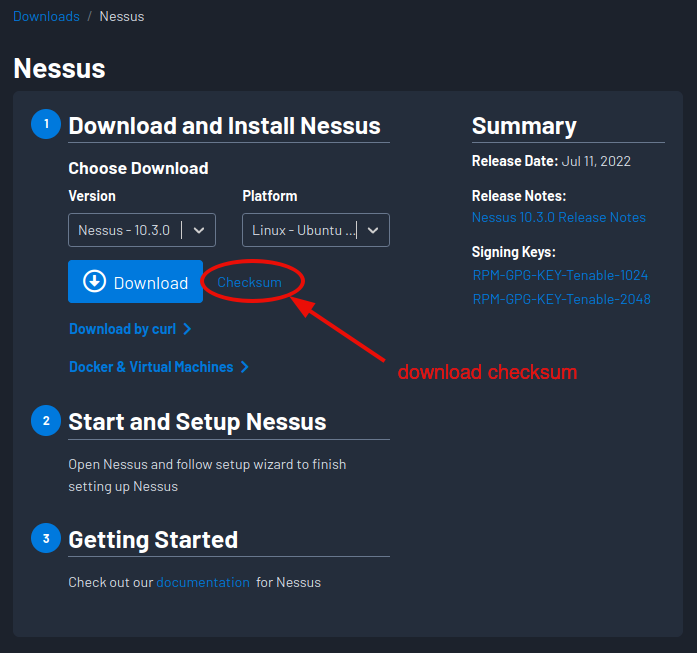 Downloads / Nessus
Nessus
1 Download and Install Nessus
Choose Download
Version
Platform
Nessus - 10.3.0
Linux - Ubuntu ...
Download
Checksum
Download by curl
Docker & Virtual Machines
download checksum
2 Start and Setup Nessus
Open Nessus and follow setup wizard to finish
setting up Nessus
3 Getting Started
Check out our documentation for Nessus
Summary
Release Date: Jul 11, 2022
Release Notes:
Nessus 10.3.0 Release Notes
Signing Keys:
RPM-GPG-KEY-Tenable-1024
RPM-GPG-KEY-Tenable-2048